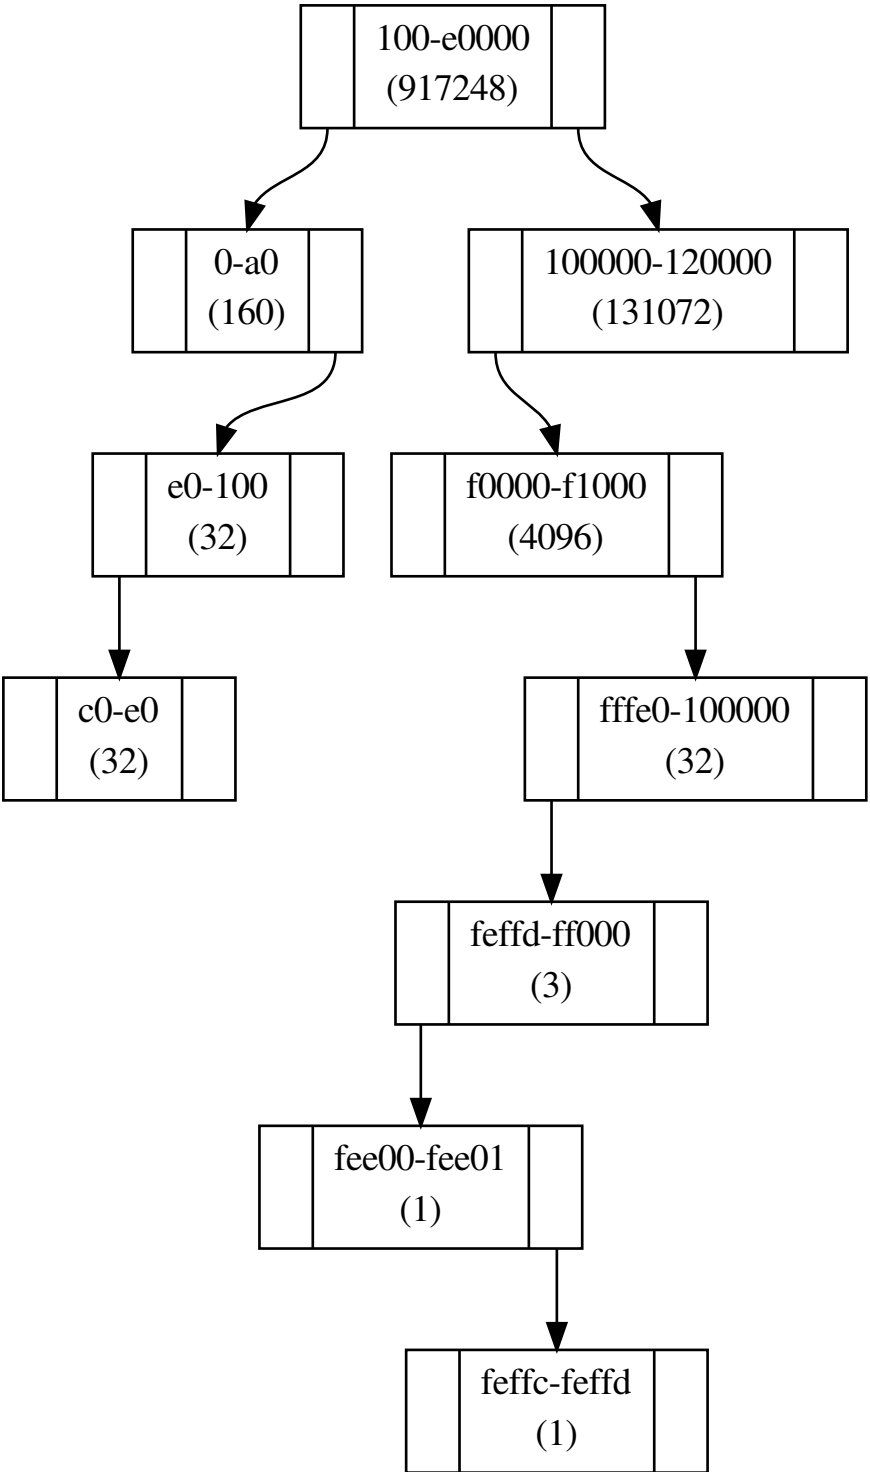 100-e0000
(917248)
0-a0
(160)
100000-120000
(131072)
e0-100
(32)
f0000-f1000
(4096)
c0-e0
(32)
fffe0-100000
(32)
feffd-ff000
(3)
fee00-fee01
(1)
feffc-feffd
(1)